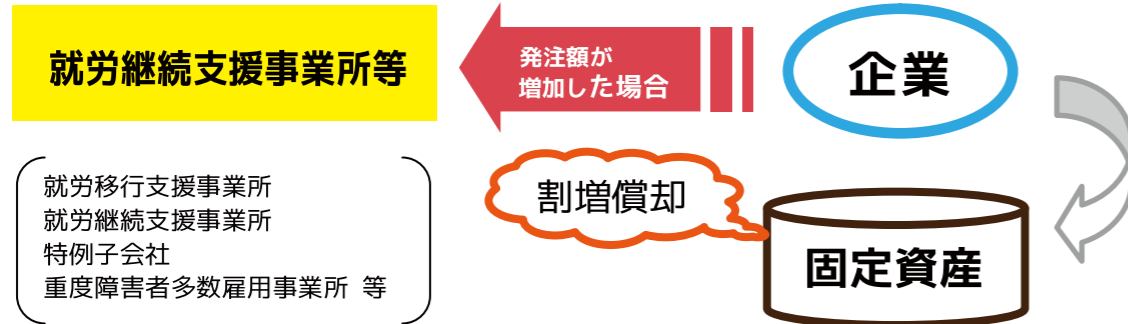 就労継続支援事業所等
発注額が
増加した場合
企業
就労移行支援事業所
就労継続支援事業所
特例子会社
重度障害者多数雇用事業所 等
割増償却
固定資産